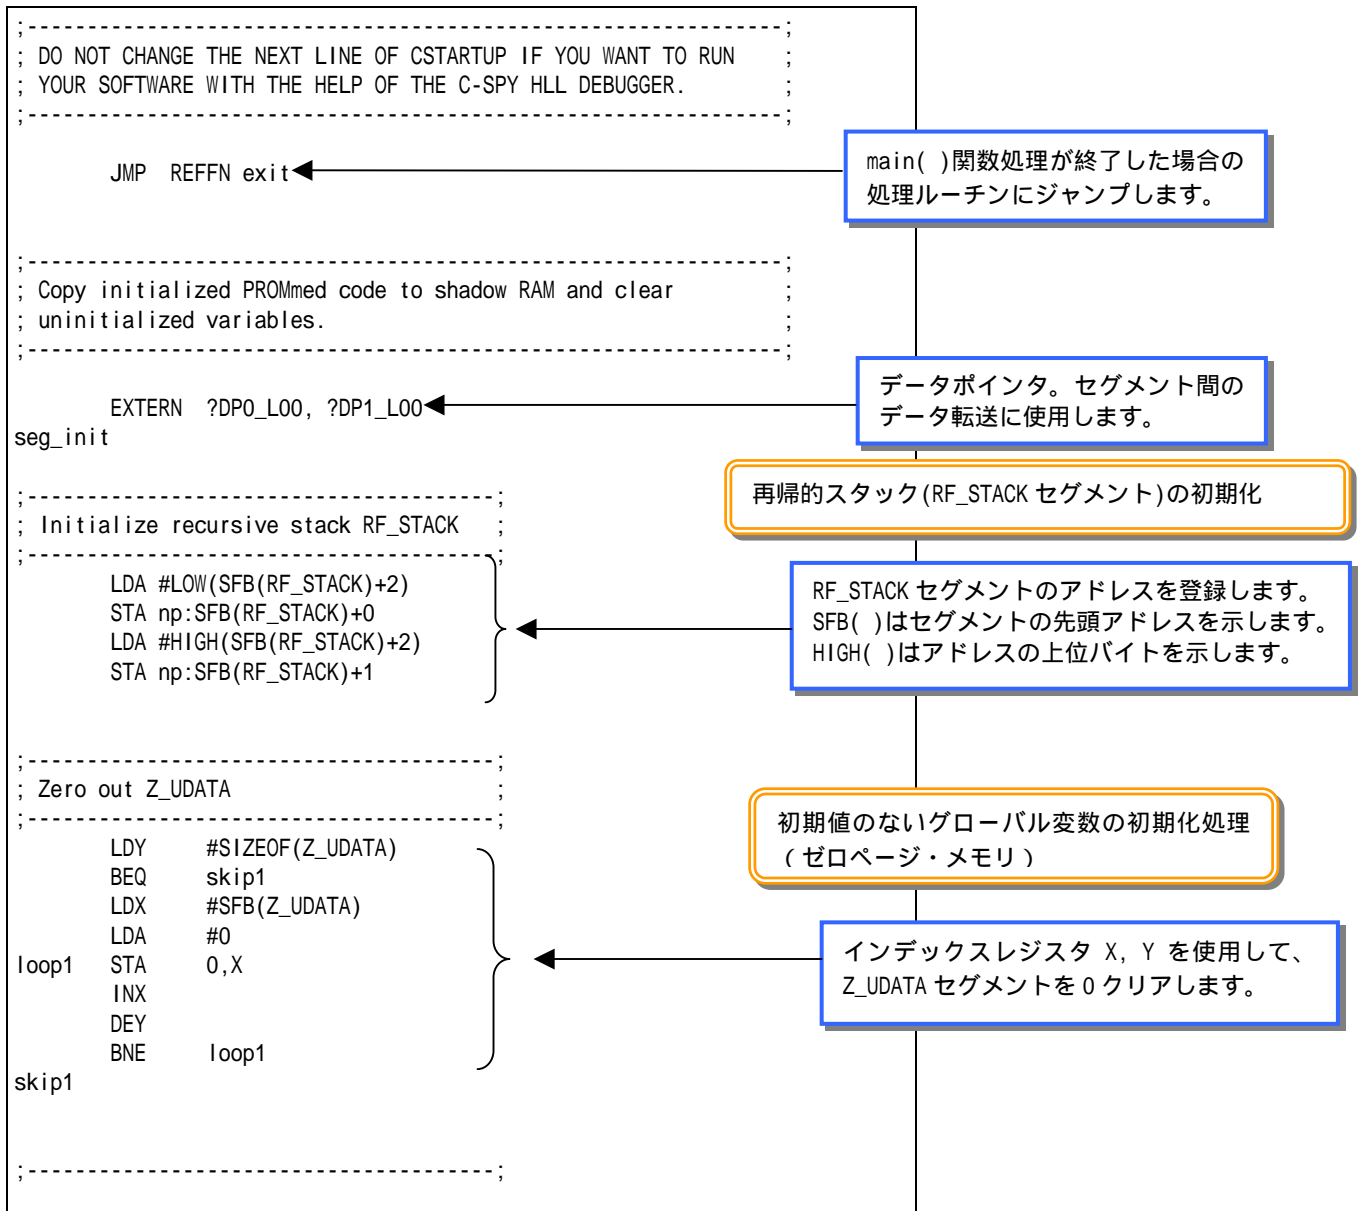 ;---------------------------------------------------------------;
; DO NOT CHANGE THE NEXT LINE OF CSTARTUP IF YOU WANT TO RUN ;
; YOUR SOFTWARE WITH THE HELP OF THE C-SPY HLL DEBUGGER. ;
;---------------------------------------------------------------;
JMP REFFN exit
main( )関数処理が終了した場合の
処理ルーチンにジャンプします。
;---------------------------------------------------------------;
; Copy initialized PROMmed code to shadow RAM and clear ;
; uninitialized variables. ;
;---------------------------------------------------------------;
データポインタ。セグメント間の
データ転送に使用します。
EXTERN ?DP0_L00, ?DP1_L00
seg_init
再帰的スタック(RF_STACK セグメント)の初期化
;---------------------------------------;
; Initialize recursive stack RF_STACK ;
;---------------------------------------;
LDA #LOW(SFB(RF_STACK)+2)
STA np:SFB(RF_STACK)+0
LDA #HIGH(SFB(RF_STACK)+2)
STA np:SFB(RF_STACK)+1
RF_STACK セグメントのアドレスを登録します。
SFB( )はセグメントの先頭アドレスを示します。
HIGH( )はアドレスの上位バイトを示します。
;---------------------------------------;
; Zero out Z_UDATA ;
;---------------------------------------;
初期値のないグローバル変数の初期化処理
(ゼロページ・メモリ)
LDY #SIZEOF(Z_UDATA)
BEQ skip1
LDX #SFB(Z_UDATA)
LDA #0
loop1 STA 0,X
INX
DEY
BNE loop1
skip1
インデックスレジスタ X, Y を使用して、
Z_UDATA セグメントを 0 クリアします。
;---------------------------------------;